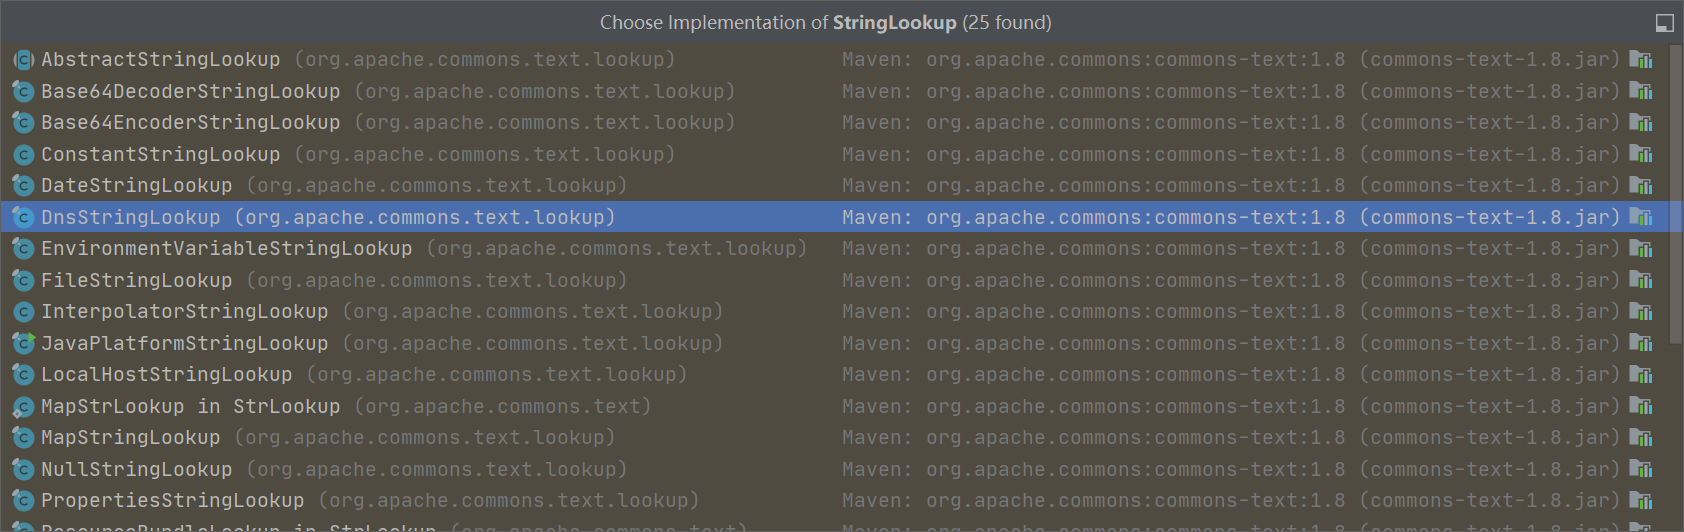 Choose Implementation of StringLookup (25 found)
AbstractStringLookup (org.apache.commons.text.lookup) Maven: org.apache.commons:commons-text:1.8 (commons-text-1.8.jar)
Base64DecoderStringLookup (org.apache.commons.text.lookup) Maven: org.apache.commons:commons-text:1.8 (commons-text-1.8.jar)
Base64EncoderStringLookup (org.apache.commons.text.lookup) Maven: org.apache.commons:commons-text:1.8 (commons-text-1.8.jar)
ConstantStringLookup (org.apache.commons.text.lookup) Maven: org.apache.commons:commons-text:1.8 (commons-text-1.8.jar)
DateStringLookup (org.apache.commons.text.lookup) Maven: org.apache.commons:commons-text:1.8 (commons-text-1.8.jar)
DnsStringLookup (org.apache.commons.text.lookup) Maven: org.apache.commons:commons-text:1.8 (commons-text-1.8.jar)
EnvironmentVariableStringLookup (org.apache.commons.text.lookup) Maven: org.apache.commons:commons-text:1.8 (commons-text-1.8.jar)
FileStringLookup (org.apache.commons.text.lookup) Maven: org.apache.commons:commons-text:1.8 (commons-text-1.8.jar)
InterpolatorStringLookup (org.apache.commons.text.lookup) Maven: org.apache.commons:commons-text:1.8 (commons-text-1.8.jar)
JavaPlatformStringLookup (org.apache.commons.text.lookup) Maven: org.apache.commons:commons-text:1.8 (commons-text-1.8.jar)
LocalHostStringLookup (org.apache.commons.text.lookup) Maven: org.apache.commons:commons-text:1.8 (commons-text-1.8.jar)
MapStrLookup in StrLookup (org.apache.commons.text) Maven: org.apache.commons:commons-text:1.8 (commons-text-1.8.jar)
MapStringLookup (org.apache.commons.text.lookup) Maven: org.apache.commons:commons-text:1.8 (commons-text-1.8.jar)
NullStringLookup (org.apache.commons.text.lookup) Maven: org.apache.commons:commons-text:1.8 (commons-text-1.8.jar)
PropertiesStringLookup (org.apache.commons.text.lookup) Maven: org.apache.commons:commons-text:1.8 (commons-text-1.8.jar)
ResourceBundleLookup in StrLookup (org.apache.commons.text)